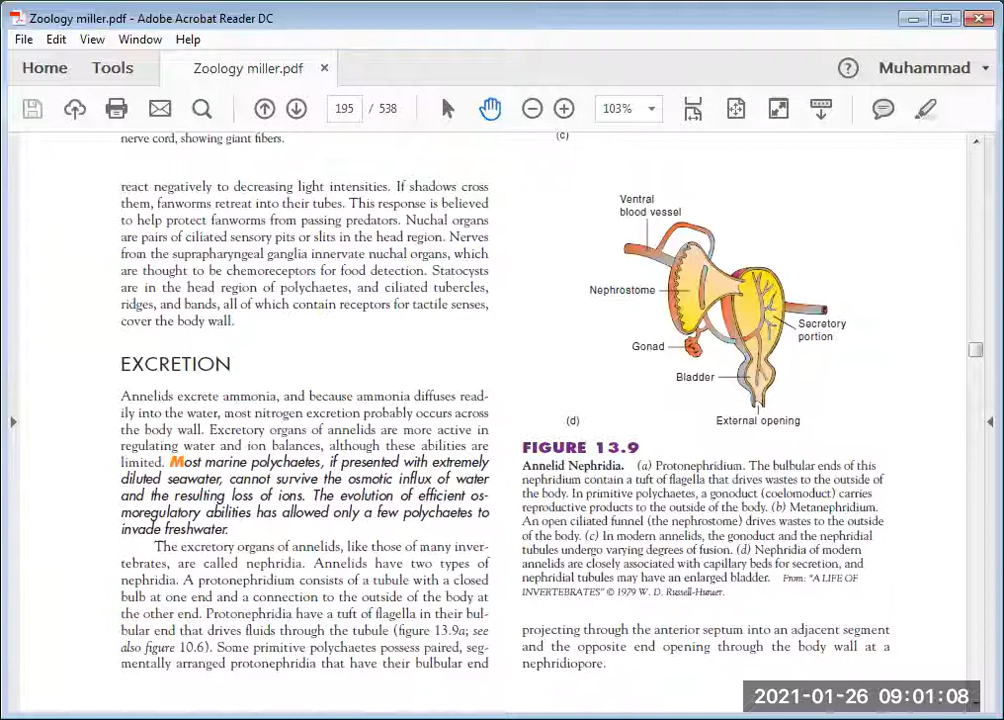 Zoology miller.pdf - Adobe Acrobat Reader DC
File Edit View Window Help
Home Tools Zoology miller.pdf × ? Muhammad
195 / 538 103%
nerve cord, showing giant fibers.
react negatively to decreasing light intensities. If shadows cross
them, fanworms retreat into their tubes. This response is believed
to help protect fanworms from passing predators. Nuchal organs
are pairs of ciliated sensory pits or slits in the head region. Nerves
from the suprapharyngeal ganglia innervate nuchal organs, which
are thought to be chemoreceptors for food detection. Statocysts
are in the head region of polychaetes, and ciliated tubercles,
ridges, and bands, all of which contain receptors for tactile senses,
cover the body wall.
EXCRETION
Annelids excrete ammonia, and because ammonia diffuses read-
ily into the water, most nitrogen excretion probably occurs across
the body wall. Excretory organs of annelids are more active in
regulating water and ion balances, although these abilities are
limited. Most marine polychaetes, if presented with extremely
diluted seawater, cannot survive the osmotic influx of water
and the resulting loss of ions. The evolution of efficient os-
moregulatory abilities has allowed only a few polychaetes to
invade freshwater.
The excretory organs of annelids, like those of many inver-
tebrates, are called nephridia. Annelids have two types of
nephridia. A protonephridium consists of a tubule with a closed
bulb at one end and a connection to the outside of the body at
the other end. Protonephridia have a tuft of flagella in their bul-
bular end that drives fluids through the tubule (figure 13.9a; see
also figure 10.6). Some primitive polychaetes possess paired, seg-
mentally arranged protonephridia that have their bulbular end
(c)
Ventral
blood vessel
Nephrostome
Secretory
portion
Gonad
Bladder
External opening
(d)
FIGURE 13.9
Annelid Nephridia. (a) Protonephridium. The bulbular ends of this
nephridium contain a tuft of flagella that drives wastes to the outside of
the body. In primitive polychaetes, a gonoduct (coelomoduct) carries
reproductive products to the outside of the body. (b) Metanephridium.
An open ciliated funnel (the nephrostome) drives wastes to the outside
of the body. (c) In modern annelids, the gonoduct and the nephridial
tubules undergo varying degrees of fusion. (d) Nephridia of modern
annelids are closely associated with capillary beds for secretion, and
nephridial tubules may have an enlarged bladder. From: "A LIFE OF
INVERTEBRATES" © 1979 W. D. Russell-Hunter.
projecting through the anterior septum into an adjacent segment
and the opposite end opening through the body wall at a
nephridiopore.
2021-01-26 09:01:08